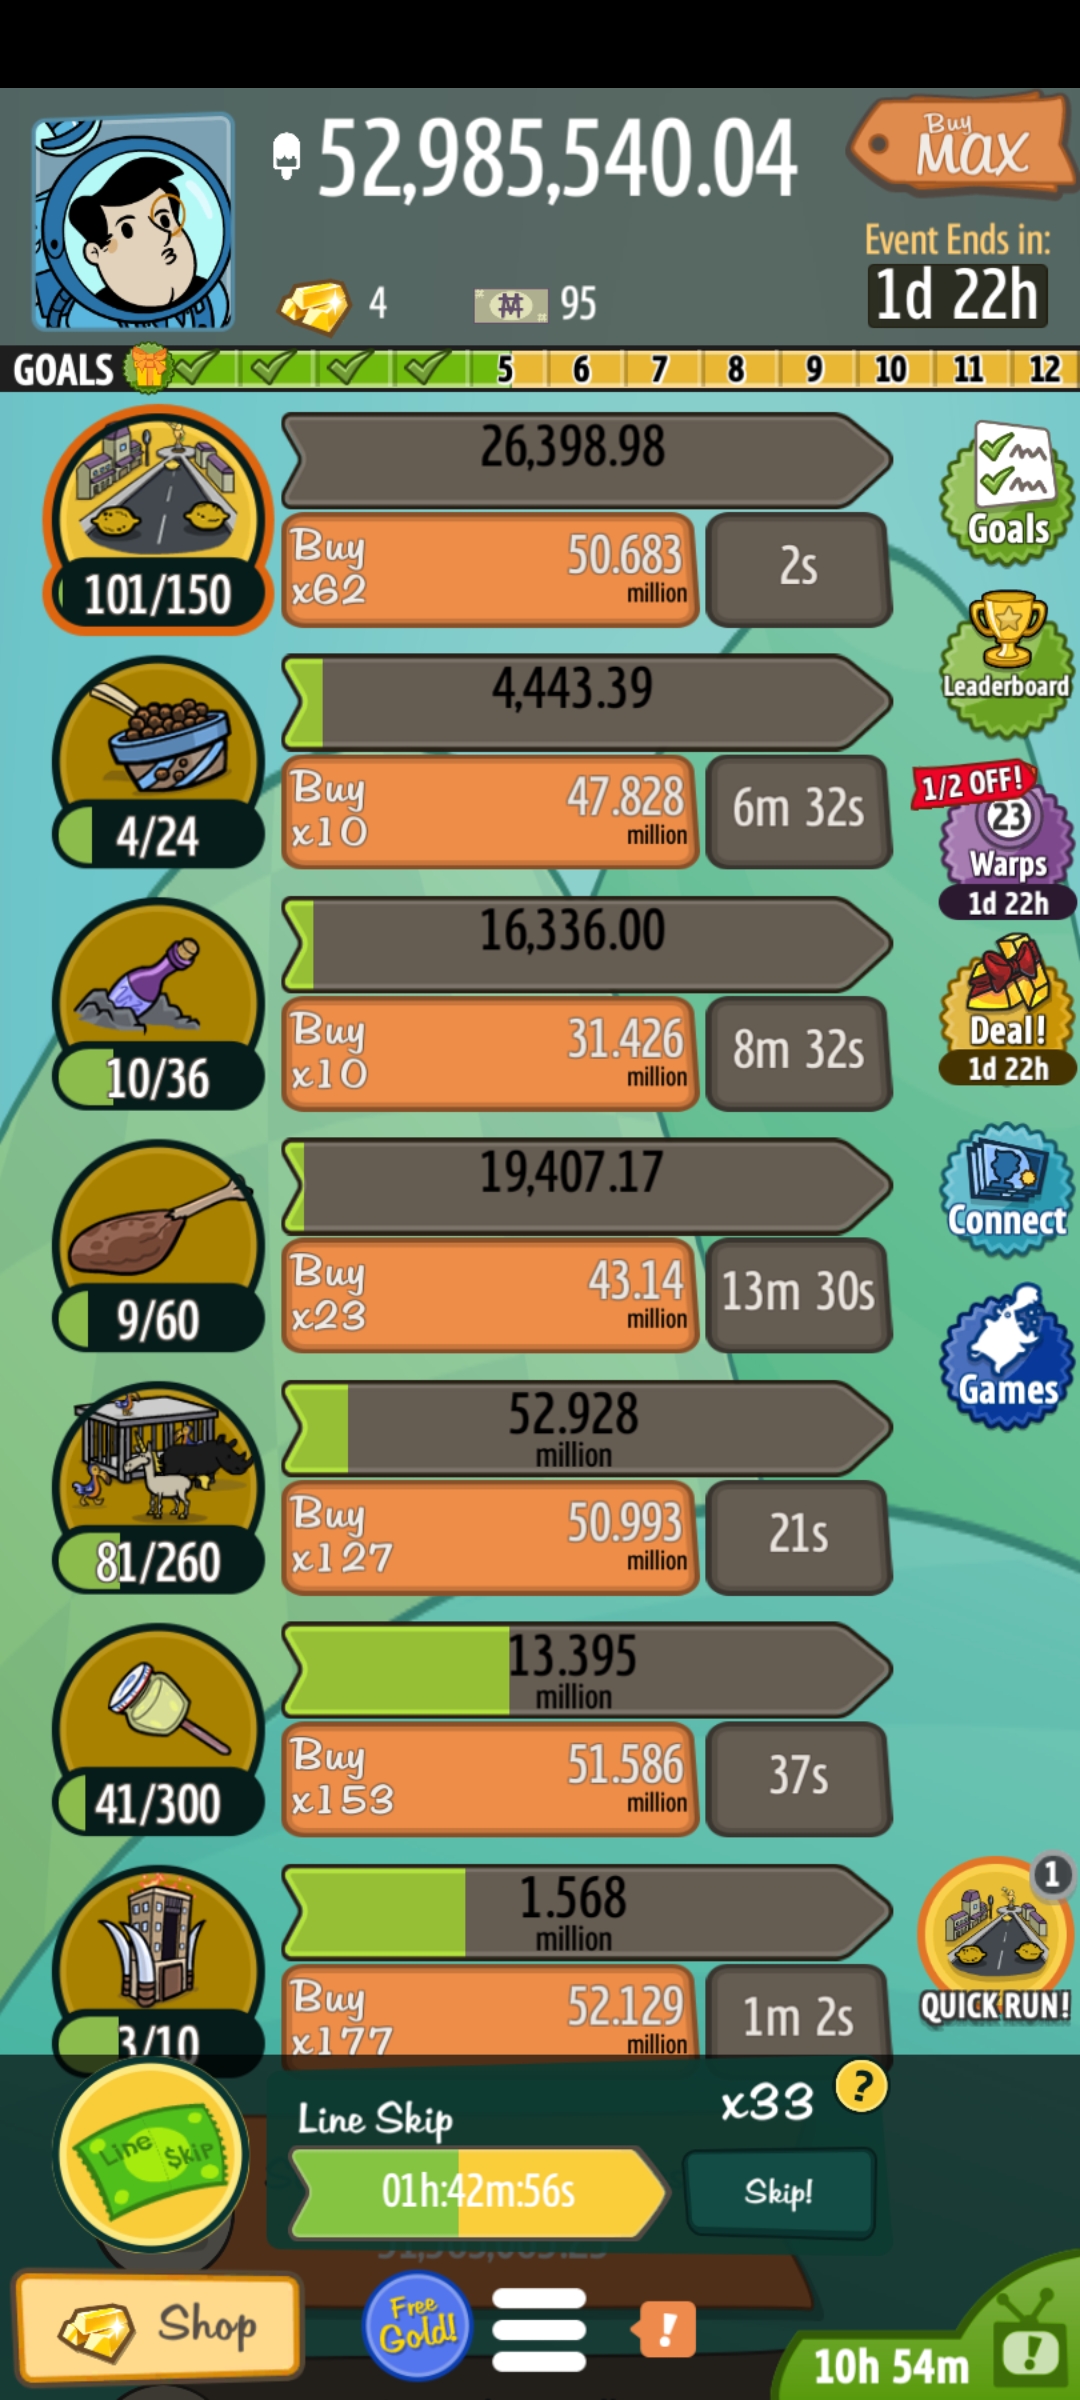 52,985,540.04
Buy
MAX
Event Ends in:
1d 22h
4
95
GOALS 5 6 7 8 9 10 11 12
26,398.98
Buy
x62
50.683
million
2s
101/150
Goals
4,443.39
Buy
x10
47.828
million
6m 32s
4/24
Leaderboard
1/2 OFF!
23
Warps
1d 22h
16,336.00
Buy
x10
31.426
million
8m 32s
10/36
Deal!
1d 22h
19,407.17
Buy
x23
43.14
million
13m 30s
9/60
Connect
Games
52.928
million
Buy
x127
50.993
million
21s
81/260
13.395
million
Buy
x153
51.586
million
37s
41/300
1.568
million
Buy
x177
52.129
million
1m 2s
3/10
1
QUICK RUN!
Line Skip
Line $kip
x33
?
01h:42m:56s
Skip!
Shop
Free
Gold!
!
10h 54m
!